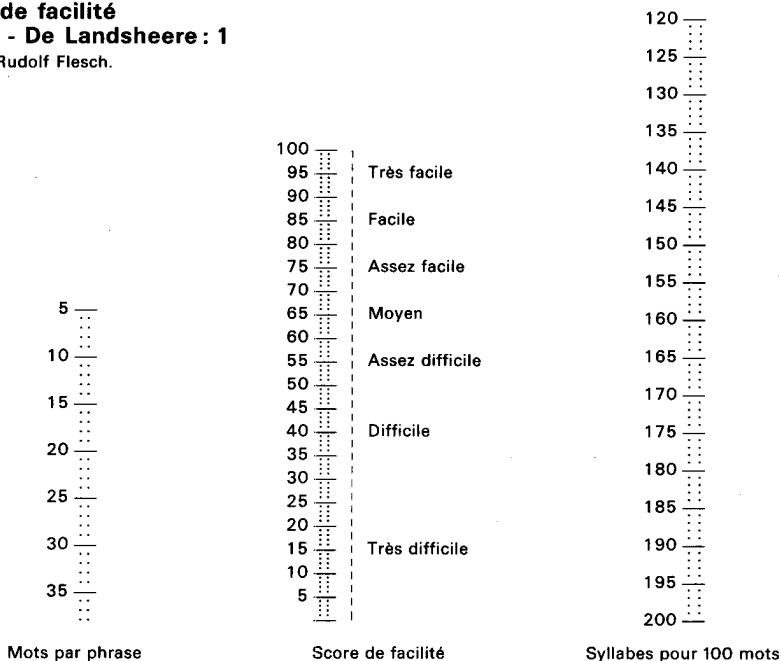 de facilité
- De Landsheere : 1
Rudolf Flesch.
5
10
15
20
25
30
35
Mots par phrase
100
95 Très facile
90
85 Facile
80
75 Assez facile
70
65 Moyen
60
55 Assez difficile
50
45
40 Difficile
35
30
25
20
15 Très difficile
10
5
Score de facilité
120
125
130
135
140
145
150
155
160
165
170
175
180
185
190
195
200
Syllabes pour 100 mots